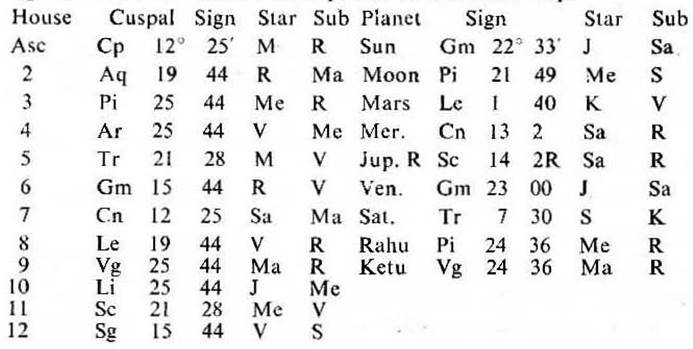 House Cuspal Sign Star Sub Planet Sign Star Sub
Asc Cp 12° 25′ M R Sun Gm 22° 33′ J Sa
2 Aq 19 44 R Ma Moon Pi 21 49 Me S
3 Pi 25 44 Me R Mars Le 1 40 K V
4 Ar 25 44 V Me Mer. Cn 13 2 Sa R
5 Tr 21 28 M V Jup. R Sc 14 2R Sa R
6 Gm 15 44 R V Ven. Gm 23 00 J Sa
7 Cn 12 25 Sa Ma Sat. Tr 7 30 S K
8 Le 19 44 V R Rahu Pi 24 36 Me R
9 Vg 25 44 Ma R Ketu Vg 24 36 Ma R
10 Li 25 44 J Me
11 Sc 21 28 Me V
12 Sg 15 44 V S